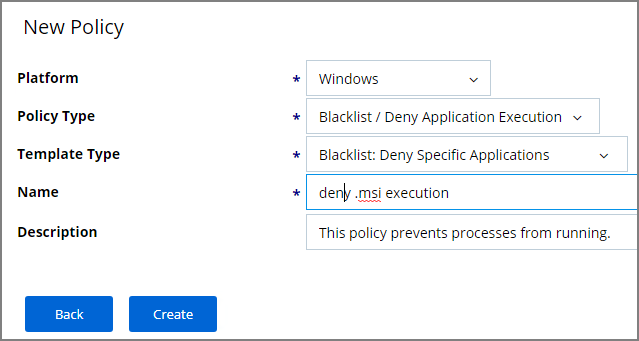 New Policy
Platform * Windows
Policy Type * Blacklist / Deny Application Execution
Template Type * Blacklist: Deny Specific Applications
Name * deny .msi execution
Description This policy prevents processes from running.
Back Create